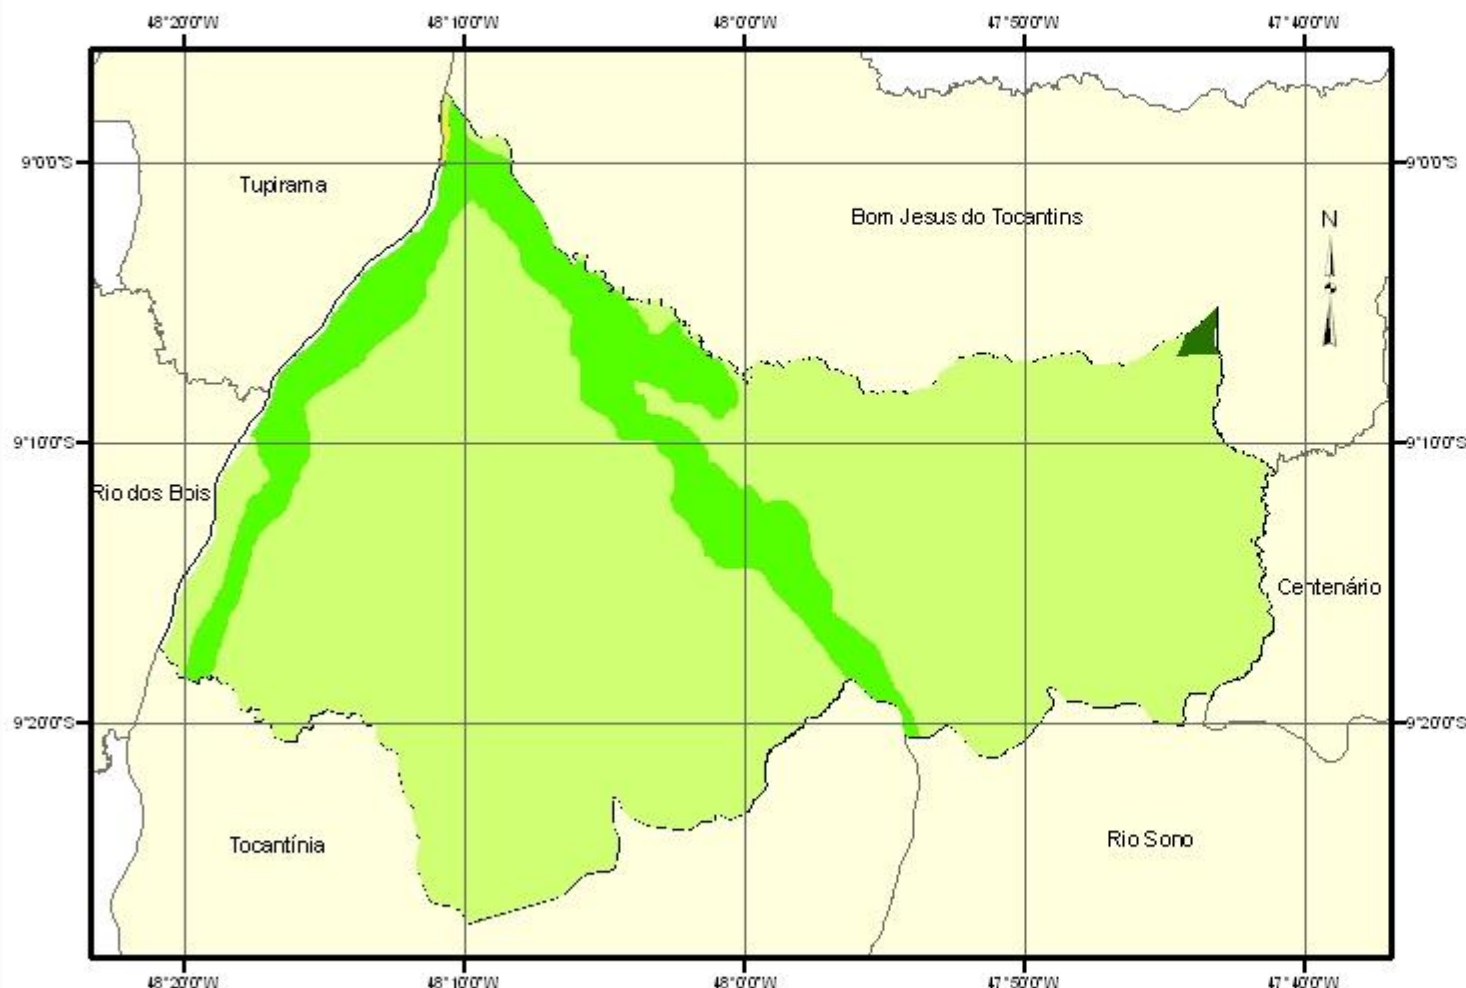 48°20'0"W 48°10'0"W 48°0'0"W 47°50'0"W 47°40'0"W
9°0'0"S 9°0'0"S
Tupirama
Bom Jesus do Tocantins
N
9°10'0"S 9°10'0"S
Rio dos Bois
Centenário
9°20'0"S 9°20'0"S
Tocantínia
Rio Sono
48°20'0"W 48°10'0"W 48°0'0"W 47°50'0"W 47°40'0"W